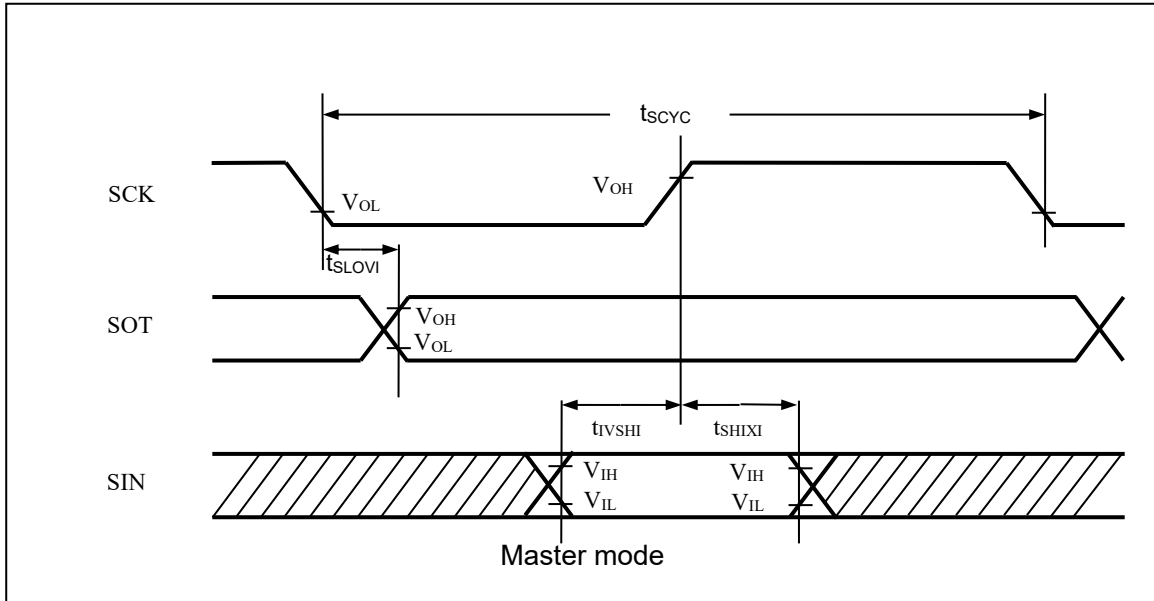 tSCYC
SCK
VOL
VOH
tSLOVI
SOT
VOH
VOL
tIVSHI
tSHIXI
SIN
VIH
VIH
VIL
VIL
Master mode